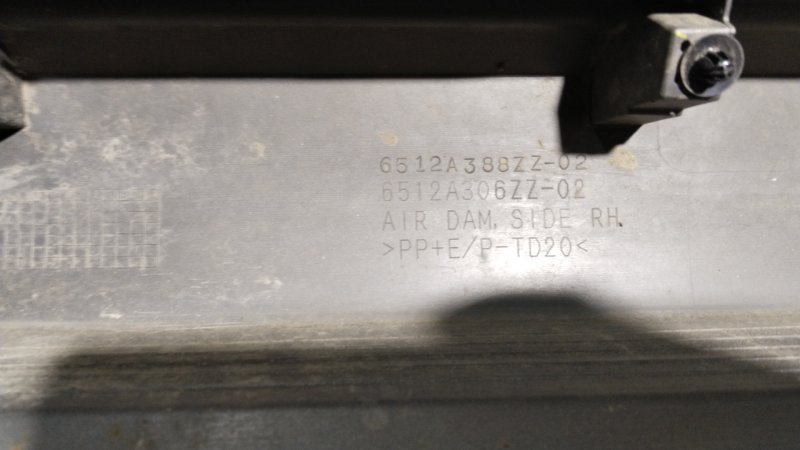 6512A388ZZ-02
6512A306ZZ-02
AIR DAM, SIDE RH.
>PP+E/P-TD20<